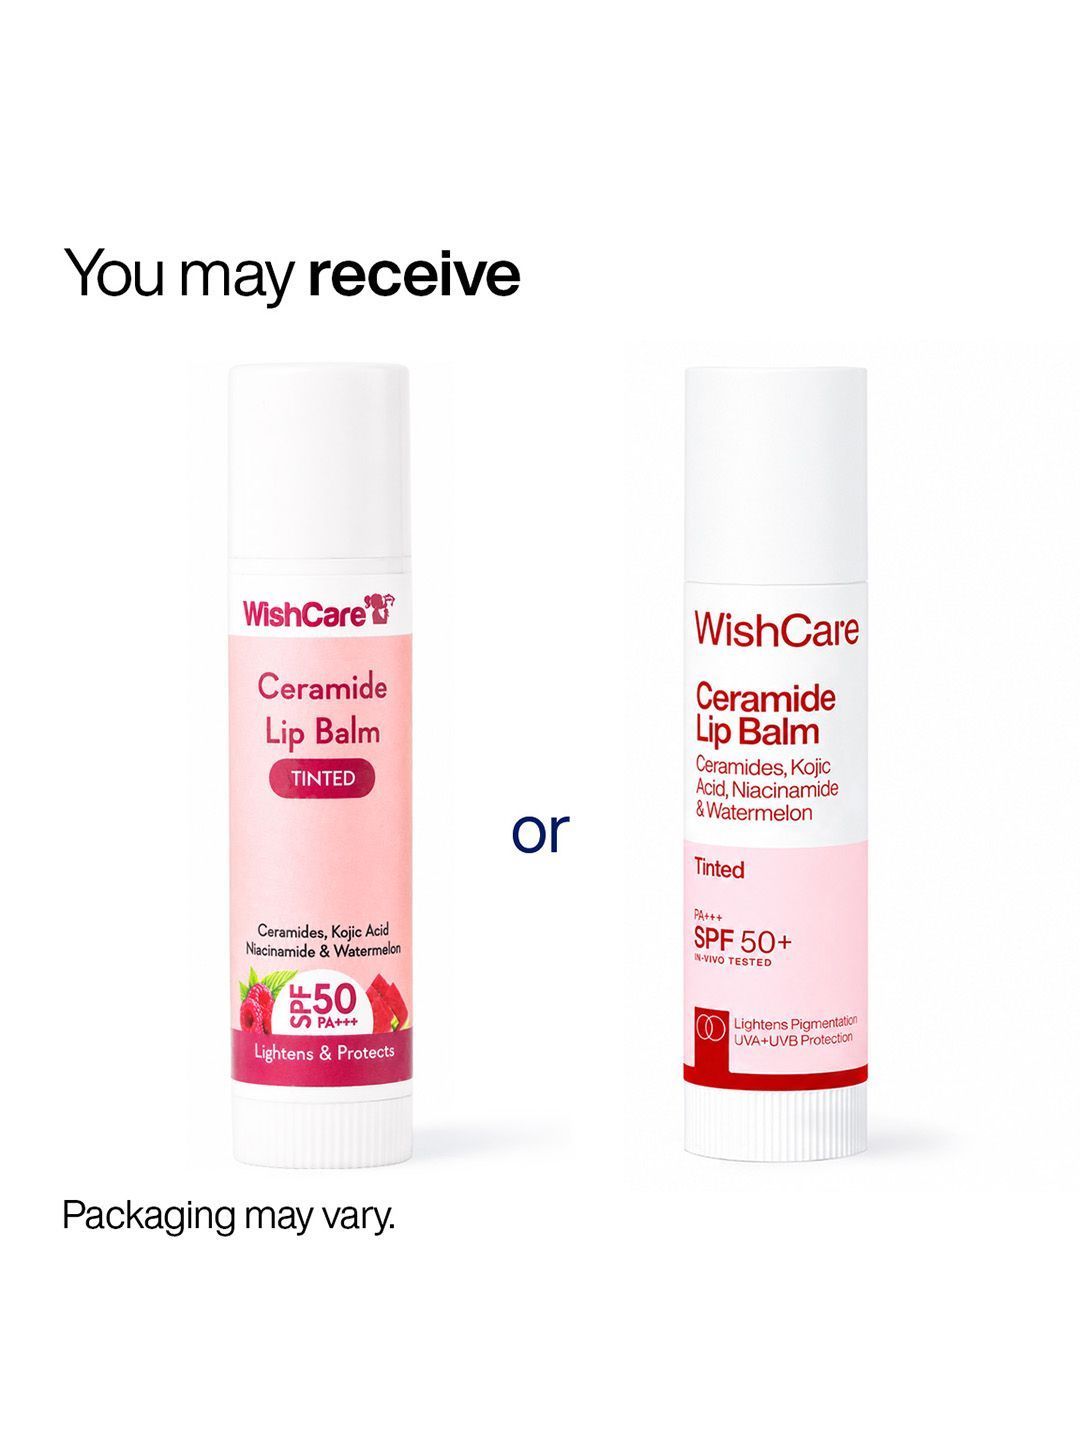 You may receive
WishCare
Ceramide
Lip Balm
TINTED
Ceramides, Kojic Acid
Niacinamide & Watermelon
SPF 50
PA+++
Lightens & Protects
or
WishCare
Ceramide
Lip Balm
Ceramides, Kojic
Acid, Niacinamide
& Watermelon
Tinted
PA+++
SPF 50+
IN-VIVO TESTED
Lightens Pigmentation
UVA+UVB Protection
Packaging may vary.